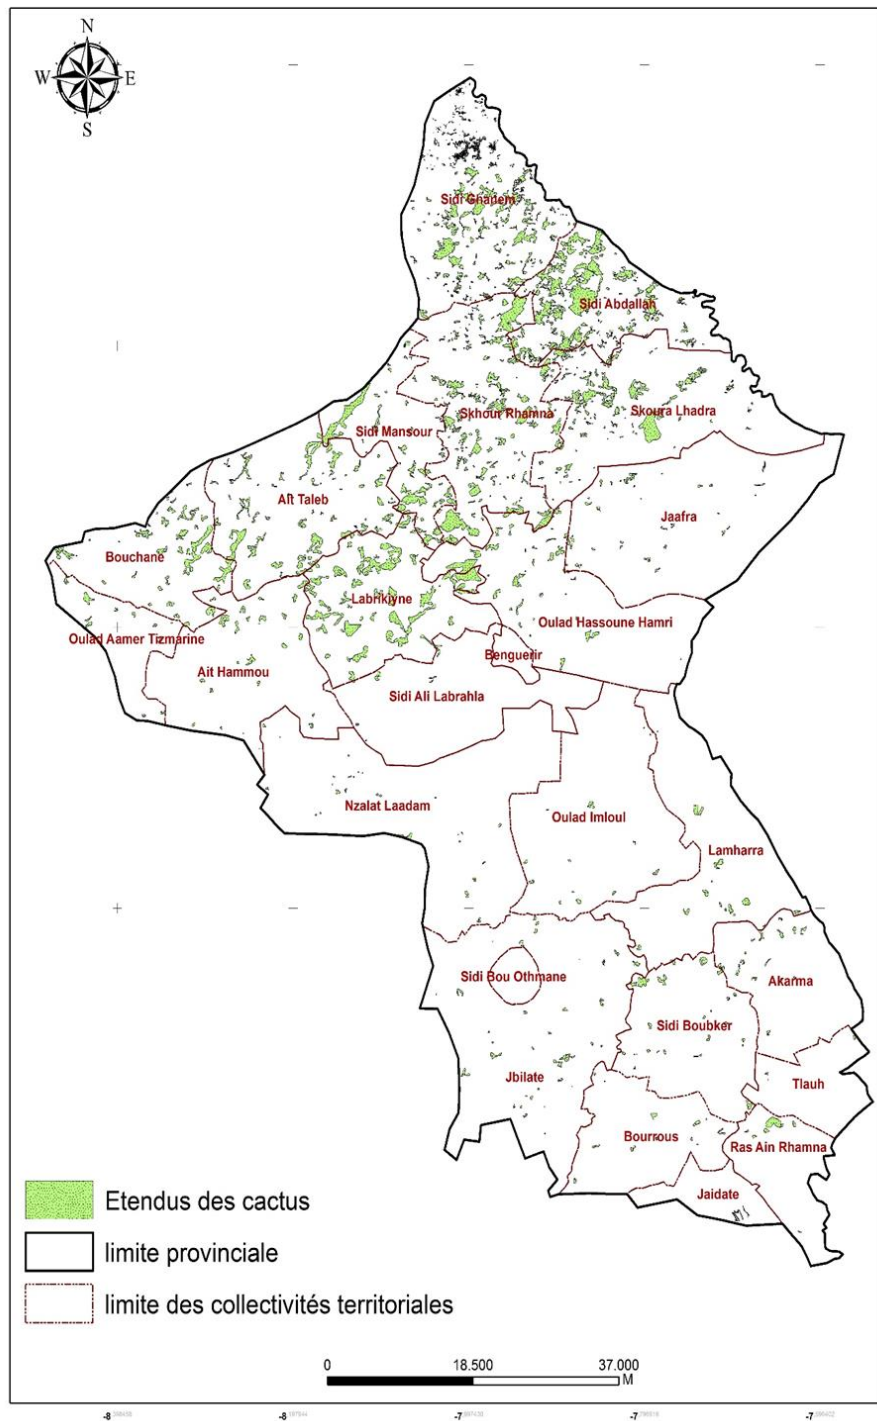 N
W E
S
Sidi Ghanem
Sidi Abdallah
Skhour Rhamna
Skoura Lhadra
Sidi Mansour
Ait Taleb
Jaafra
Bouchane
Labrikiyne
Oulad Hassoune Hamri
Oulad Aamer Tizmarine
Benguerir
Ait Hammou
Sidi Ali Labrahla
Nzalat Laadam
Oulad Imloul
Lamharra
Sidi Bou Othmane
Akarma
Sidi Boubker
Jbilate
Tlauh
Bourrous
Ras Ain Rhamna
Jaidate
Etendus des cactus
limite provinciale
limite des collectivités territoriales
0 18.500 37.000
M